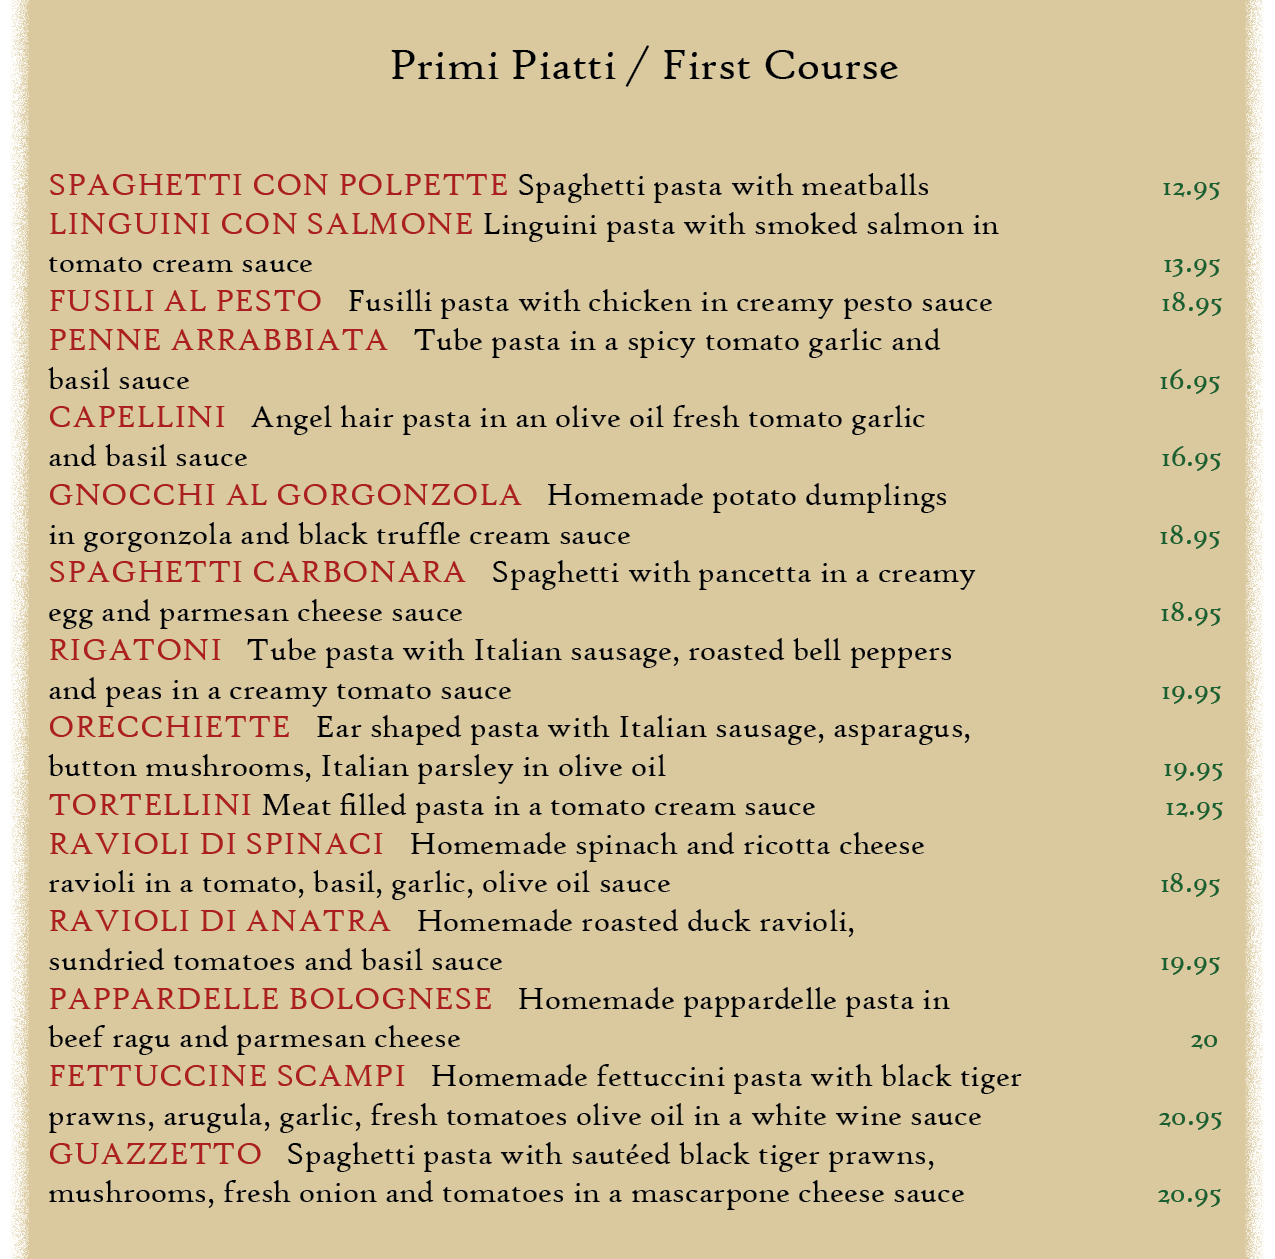 Primi Piatti / First Course
SPAGHETTI CON POLPETTE Spaghetti pasta with meatballs 12.95
LINGUINI CON SALMONE Linguini pasta with smoked salmon in
tomato cream sauce 13.95
FUSILI AL PESTO Fusilli pasta with chicken in creamy pesto sauce 18.95
PENNE ARRABBIATA Tube pasta in a spicy tomato garlic and
basil sauce 16.95
CAPELLINI Angel hair pasta in an olive oil fresh tomato garlic
and basil sauce 16.95
GNOCCHI AL GORGONZOLA Homemade potato dumplings
in gorgonzola and black truffle cream sauce 18.95
SPAGHETTI CARBONARA Spaghetti with pancetta in a creamy
egg and parmesan cheese sauce 18.95
RIGATONI Tube pasta with Italian sausage, roasted bell peppers
and peas in a creamy tomato sauce 19.95
ORECCHIETTE Ear shaped pasta with Italian sausage, asparagus,
button mushrooms, Italian parsley in olive oil 19.95
TORTELLINI Meat filled pasta in a tomato cream sauce 12.95
RAVIOLI DI SPINACI Homemade spinach and ricotta cheese
ravioli in a tomato, basil, garlic, olive oil sauce 18.95
RAVIOLI DI ANATRA Homemade roasted duck ravioli,
sundried tomatoes and basil sauce 19.95
PAPPARDELLE BOLOGNESE Homemade pappardelle pasta in
beef ragu and parmesan cheese 20
FETTUCCINE SCAMPI Homemade fettuccini pasta with black tiger
prawns, arugula, garlic, fresh tomatoes olive oil in a white wine sauce 20.95
GUAZZETTO Spaghetti pasta with sautéed black tiger prawns,
mushrooms, fresh onion and tomatoes in a mascarpone cheese sauce 20.95